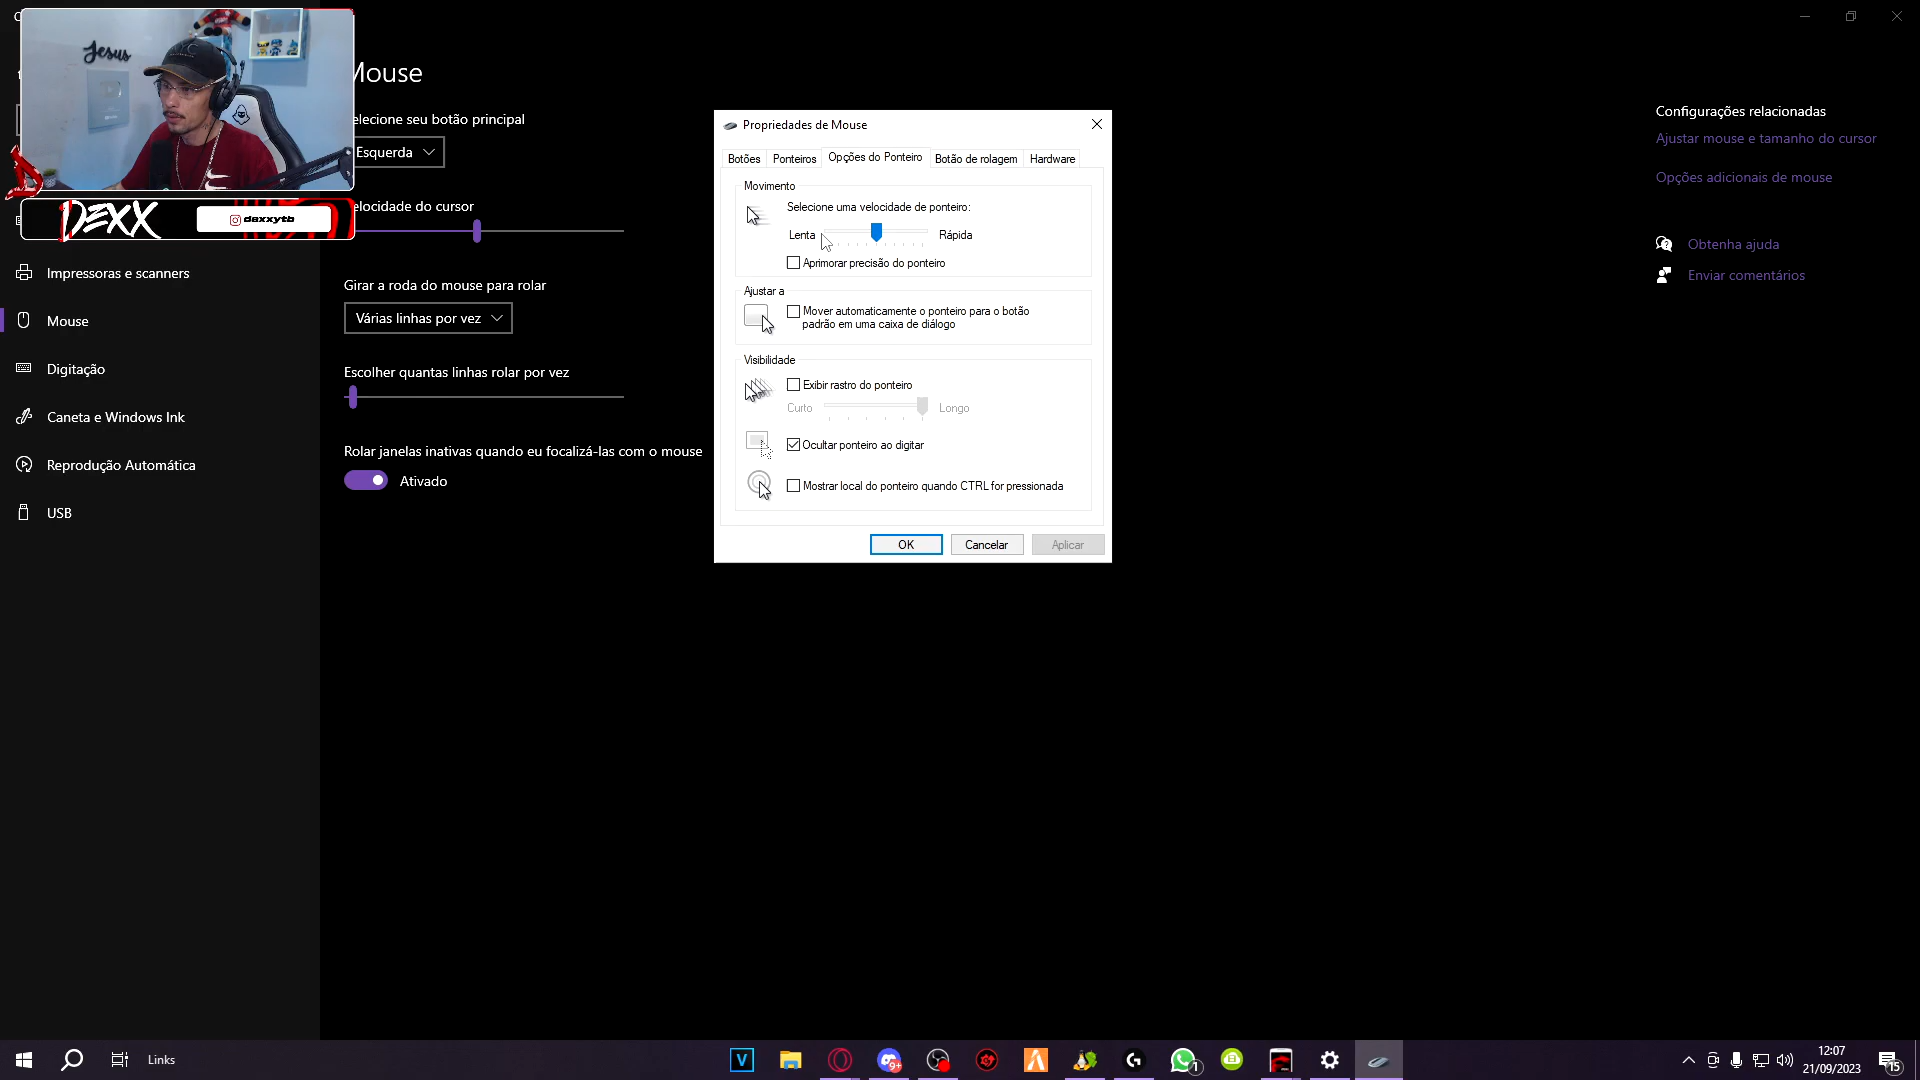 Jesus
NYC
DEXX
dexxytb
Mouse
elecione seu botão principal
Esquerda
elocidade do cursor
Girar a roda do mouse para rolar
Várias linhas por vez
Escolher quantas linhas rolar por vez
Rolar janelas inativas quando eu focalizá-las com o mouse
Ativado
Impressoras e scanners
Mouse
Digitação
Caneta e Windows Ink
Reprodução Automática
USB
Propriedades de Mouse
Botões
Ponteiros
Opções do Ponteiro
Botão de rolagem
Hardware
Movimento
Selecione uma velocidade de ponteiro:
Lenta
Rápida
Aprimorar precisão do ponteiro
Ajustar a
Mover automaticamente o ponteiro para o botão
padrão em uma caixa de diálogo
Visibilidade
Exibir rastro do ponteiro
Curto
Longo
Ocultar ponteiro ao digitar
Mostrar local do ponteiro quando CTRL for pressionada
OK
Cancelar
Aplicar
Configurações relacionadas
Ajustar mouse e tamanho do cursor
Opções adicionais de mouse
Obtenha ajuda
Enviar comentários
Links
V
9+
1
12:07
21/09/2023
15